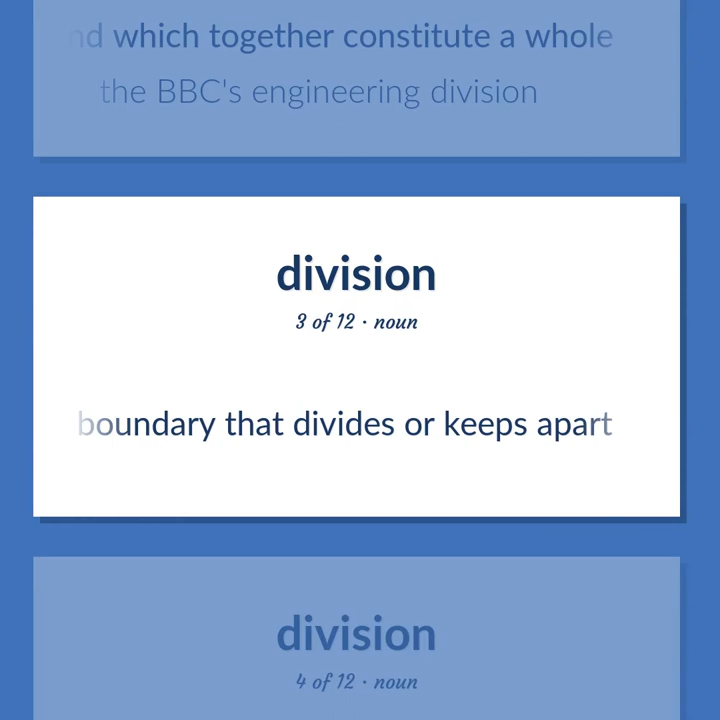 nd which together constitute a whole
the BBC's engineering division
division
3 of 12 · noun
boundary that divides or keeps apart
division
4 of 12 · noun